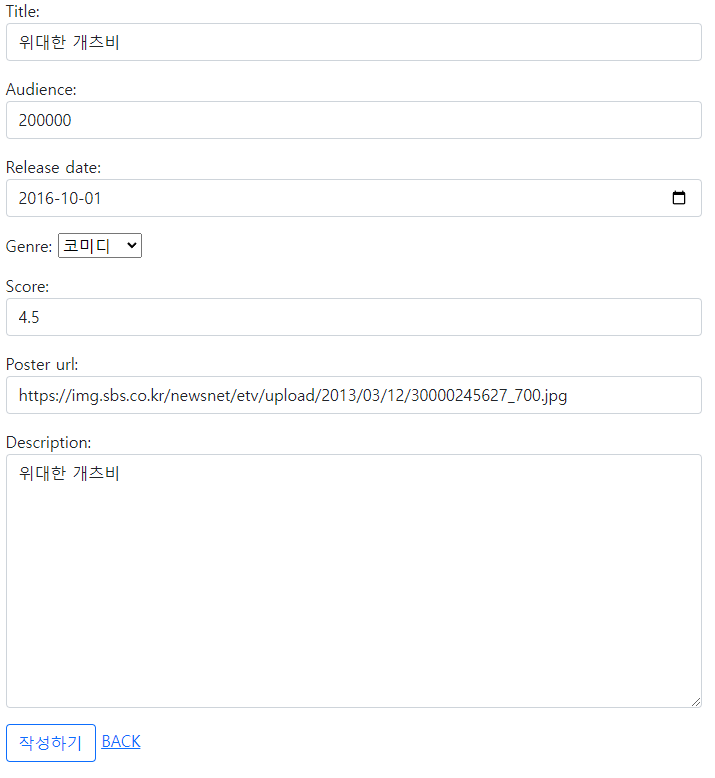 Title:
위대한 개츠비
Audience:
200000
Release date:
2016-10-01
Genre: 코미디
Score:
4.5
Poster url:
https://img.sbs.co.kr/newsnet/etv/upload/2013/03/12/30000245627_700.jpg
Description:
위대한 개츠비
작성하기 BACK